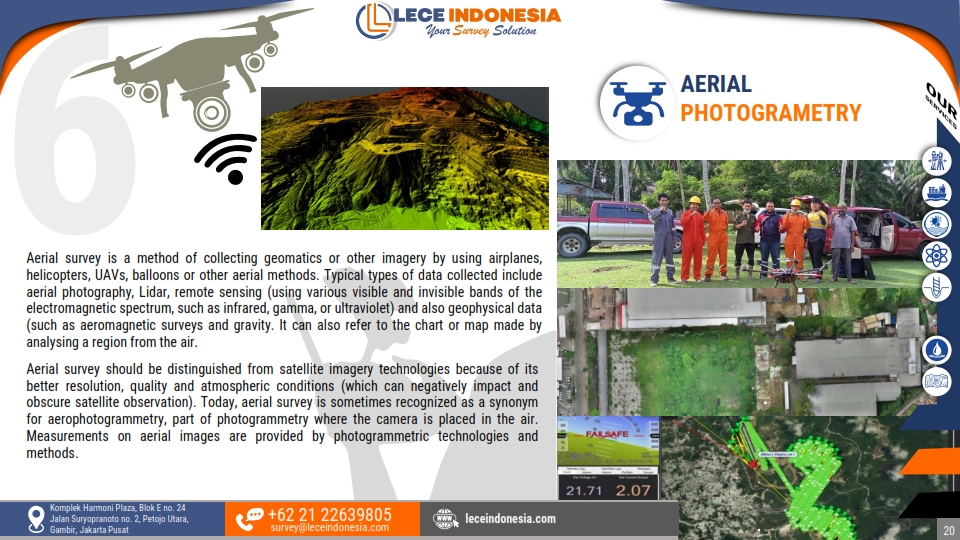 LECE INDONESIA
Your Survey Solution
6
AERIAL
PHOTOGRAMETRY
OUR
SERVICES
Aerial survey is a method of collecting geomatics or other imagery by using airplanes,
helicopters, UAVs, balloons or other aerial methods. Typical types of data collected include
aerial photography, Lidar, remote sensing (using various visible and invisible bands of the
electromagnetic spectrum, such as infrared, gamma, or ultraviolet) and also geophysical data
(such as aeromagnetic surveys and gravity. It can also refer to the chart or map made by
analysing a region from the air.
Aerial survey should be distinguished from satellite imagery technologies because of its
better resolution, quality and atmospheric conditions (which can negatively impact and
obscure satellite observation). Today, aerial survey is sometimes recognized as a synonym
for aerophotogrammetry, part of photogrammetry where the camera is placed in the air.
Measurements on aerial images are provided by photogrammetric technologies and
methods.
FAILSAFE
21.71 2.07
Komplek Harmoni Plaza, Blok E no. 24
Jalan Suryopranoto no. 2, Petojo Utara,
Gambir, Jakarta Pusat
+62 21 22639805
survey@leceindonesia.com
leceindonesia.com
20